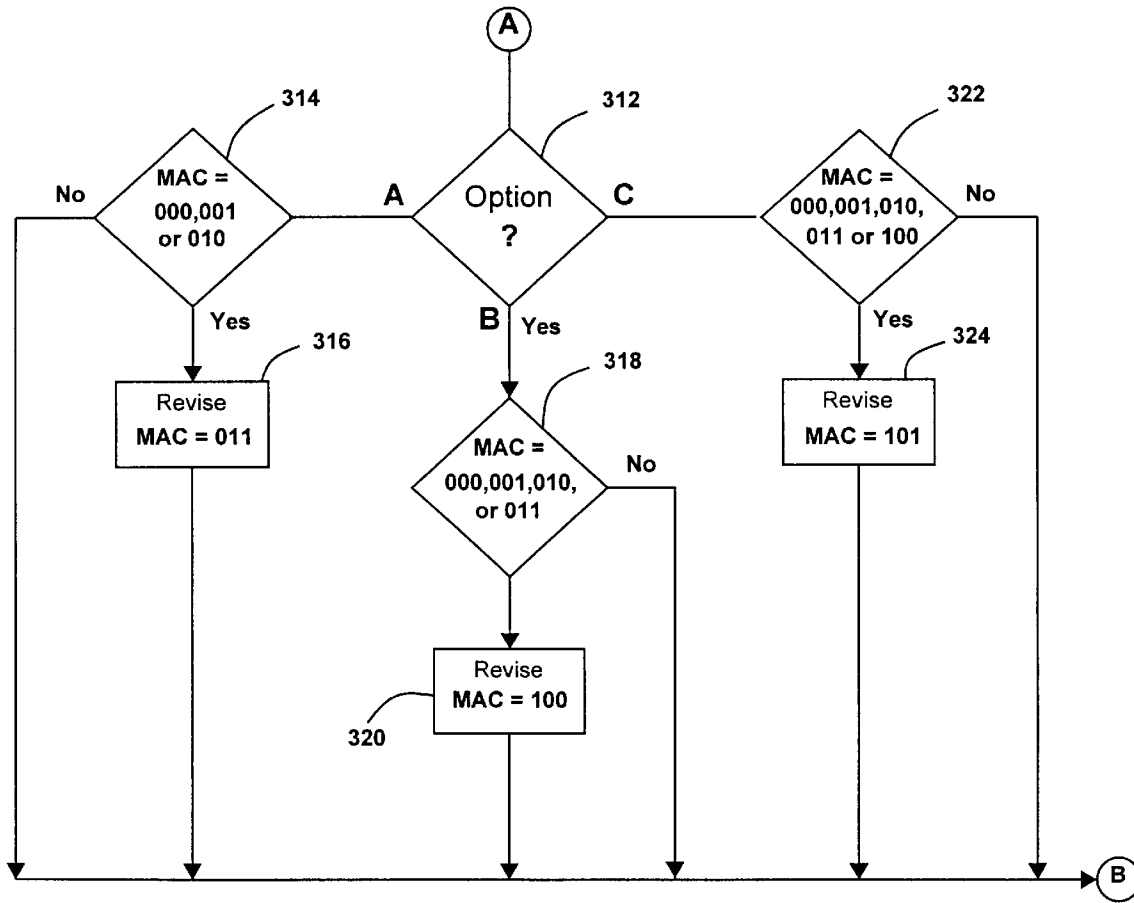 A
314
312
322
MAC =
000,001
or 010
No
A
Option
?
C
MAC =
000,001,010,
011 or 100
No
Yes
B
Yes
Yes
316
318
324
Revise
MAC = 011
Revise
MAC = 101
MAC =
000,001,010,
or 011
No
Revise
MAC = 100
320
B